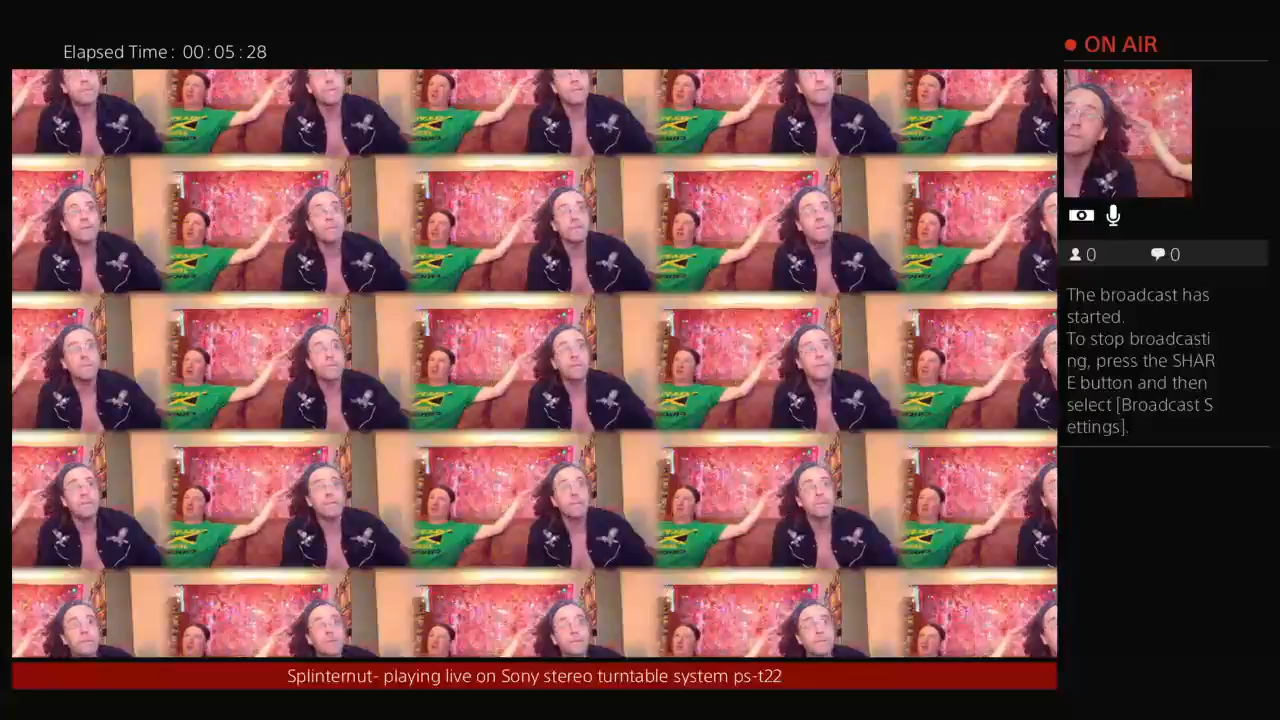 Elapsed Time: 00:05:28
ON AIR
0 0
The broadcast has
started.
To stop broadcasti
ng, press the SHAR
E button and then
select [Broadcast S
ettings].
Splinternut- playing live on Sony stereo turntable system ps-t22